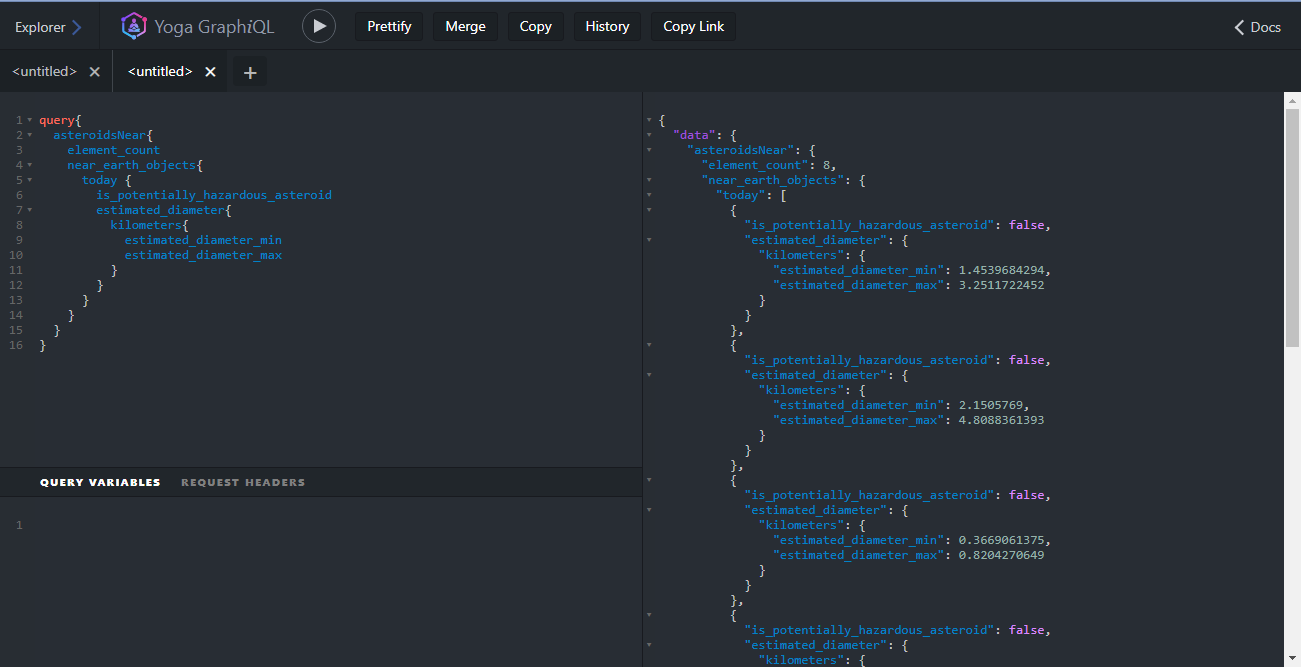 Explorer
Yoga GraphiQL
Prettify
Merge
Copy
History
Copy Link
Docs
<untitled>
<untitled>
1 query{
2 asteroidsNear{
3 element_count
4 near_earth_objects{
5 today {
6 is_potentially_hazardous_asteroid
7 estimated_diameter{
8 kilometers{
9 estimated_diameter_min
10 estimated_diameter_max
11 }
12 }
13 }
14 }
15 }
16 }
QUERY VARIABLES
REQUEST HEADERS
1
{
"data": {
"asteroidsNear": {
"element_count": 8,
"near_earth_objects": {
"today": [
{
"is_potentially_hazardous_asteroid": false,
"estimated_diameter": {
"kilometers": {
"estimated_diameter_min": 1.4539684294,
"estimated_diameter_max": 3.2511722452
}
}
},
{
"is_potentially_hazardous_asteroid": false,
"estimated_diameter": {
"kilometers": {
"estimated_diameter_min": 2.1505769,
"estimated_diameter_max": 4.8088361393
}
}
},
{
"is_potentially_hazardous_asteroid": false,
"estimated_diameter": {
"kilometers": {
"estimated_diameter_min": 0.3669061375,
"estimated_diameter_max": 0.8204270649
}
}
},
{
"is_potentially_hazardous_asteroid": false,
"estimated_diameter": {
"kilometers": {